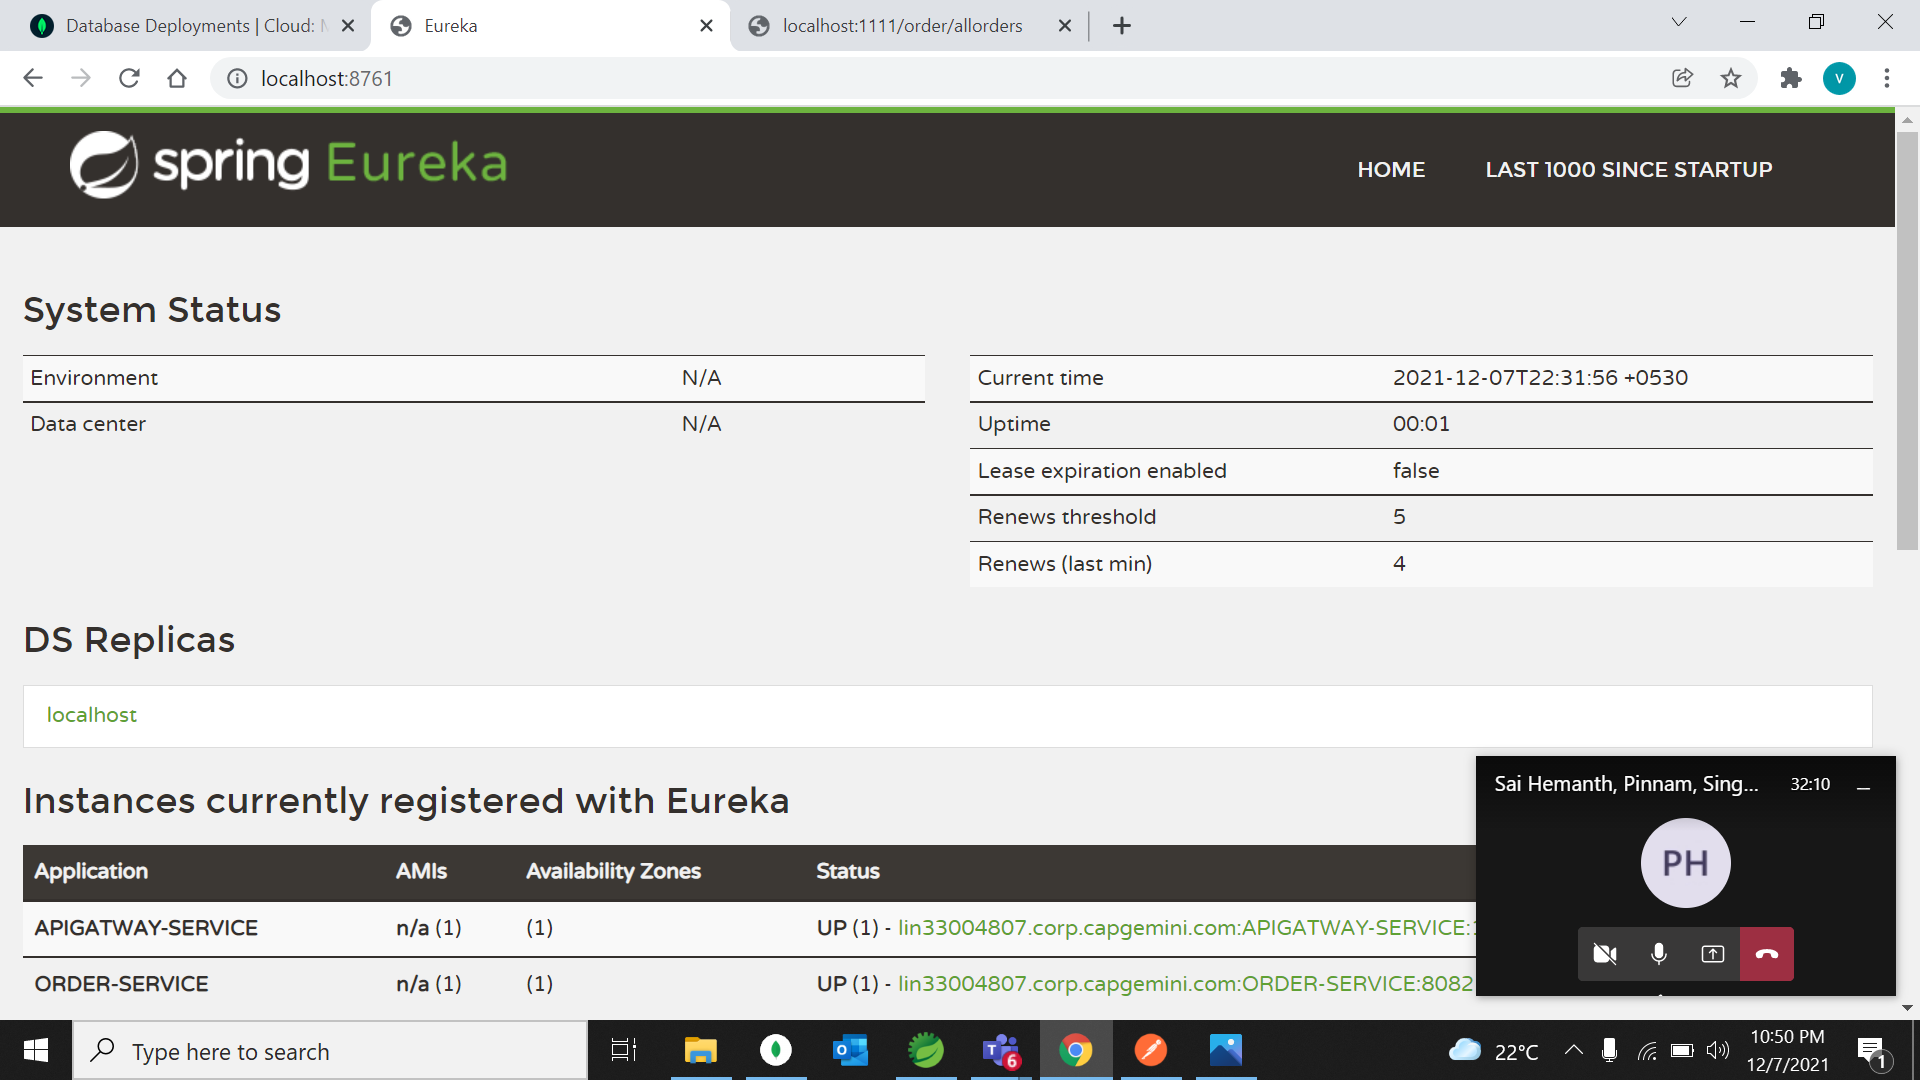 Database Deployments | Cloud:
Eureka
localhost:1111/order/allorders
localhost:8761
V
spring Eureka
HOME
LAST 1000 SINCE STARTUP
System Status
Environment N/A
Data center N/A
Current time 2021-12-07T22:31:56 +0530
Uptime 00:01
Lease expiration enabled false
Renews threshold 5
Renews (last min) 4
DS Replicas
localhost
Instances currently registered with Eureka
Application AMIs Availability Zones Status
APIGATWAY-SERVICE n/a (1) (1) UP (1) - lin33004807.corp.capgemini.com:APIGATWAY-SERVICE:
ORDER-SERVICE n/a (1) (1) UP (1) - lin33004807.corp.capgemini.com:ORDER-SERVICE:8082
Sai Hemanth, Pinnam, Sing... 32:10
PH
Type here to search
6
22°C
10:50 PM
12/7/2021
1